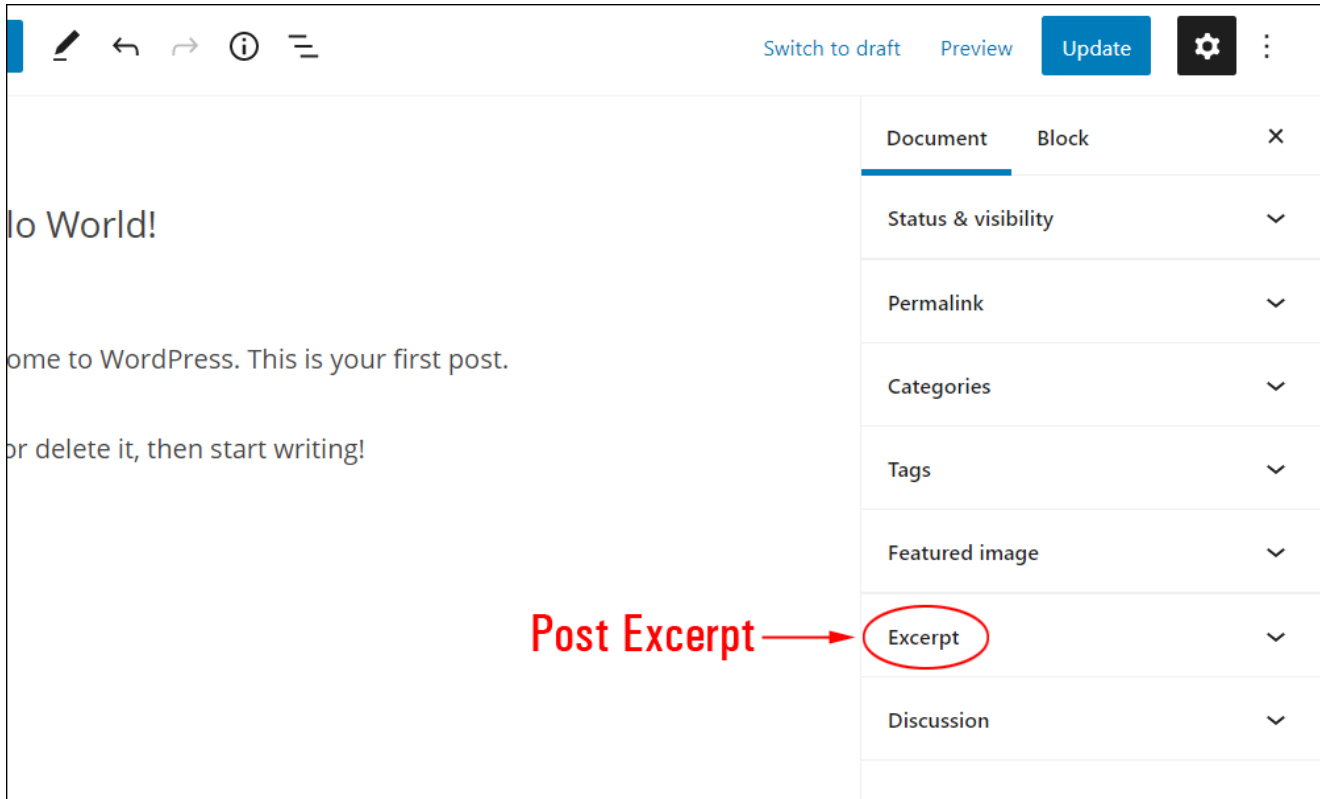 Switch to draft Preview Update
Document Block
lo World!
Status & visibility
Permalink
ome to WordPress. This is your first post.
Categories
or delete it, then start writing!
Tags
Featured image
Post Excerpt
Excerpt
Discussion